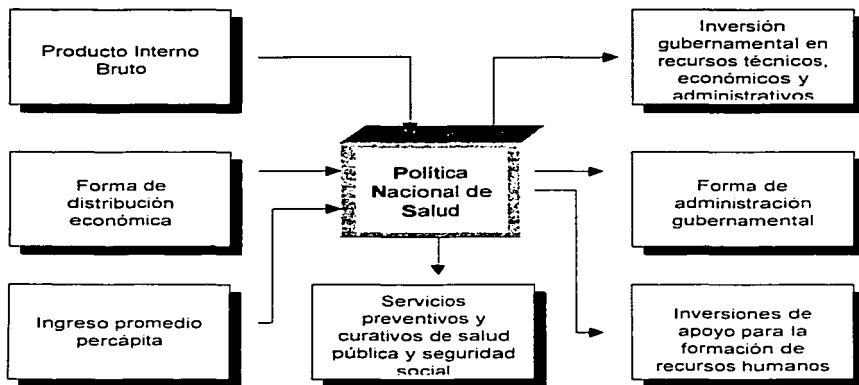 Producto Interno
Bruto
Inversión
gubernamental en
recursos técnicos,
económicos y
administrativos
Forma de
distribución
económica
Política
Nacional de
Salud
Forma de
administración
gubernamental
Ingreso promedio
percápita
Servicios
preventivos y
curativos de salud
pública y seguridad
social
Inversiones de
apoyo para la
formación de
recursos humanos